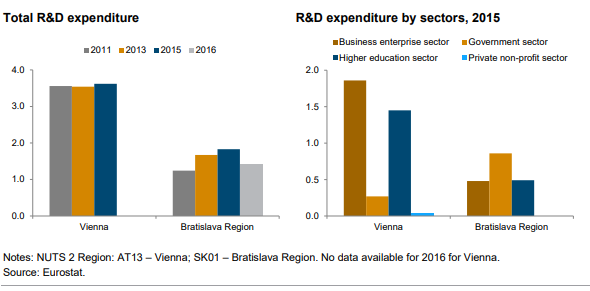 Total R&D expenditure
2011 2013 2015 2016
4.0
3.0
2.0
1.0
0.0
Vienna Bratislava Region
R&D expenditure by sectors, 2015
Business enterprise sector Government sector
Higher education sector Private non-profit sector
2.0
1.5
1.0
0.5
0.0
Vienna Bratislava Region
Notes: NUTS 2 Region: AT13 – Vienna; SK01 – Bratislava Region. No data available for 2016 for Vienna.
Source: Eurostat.